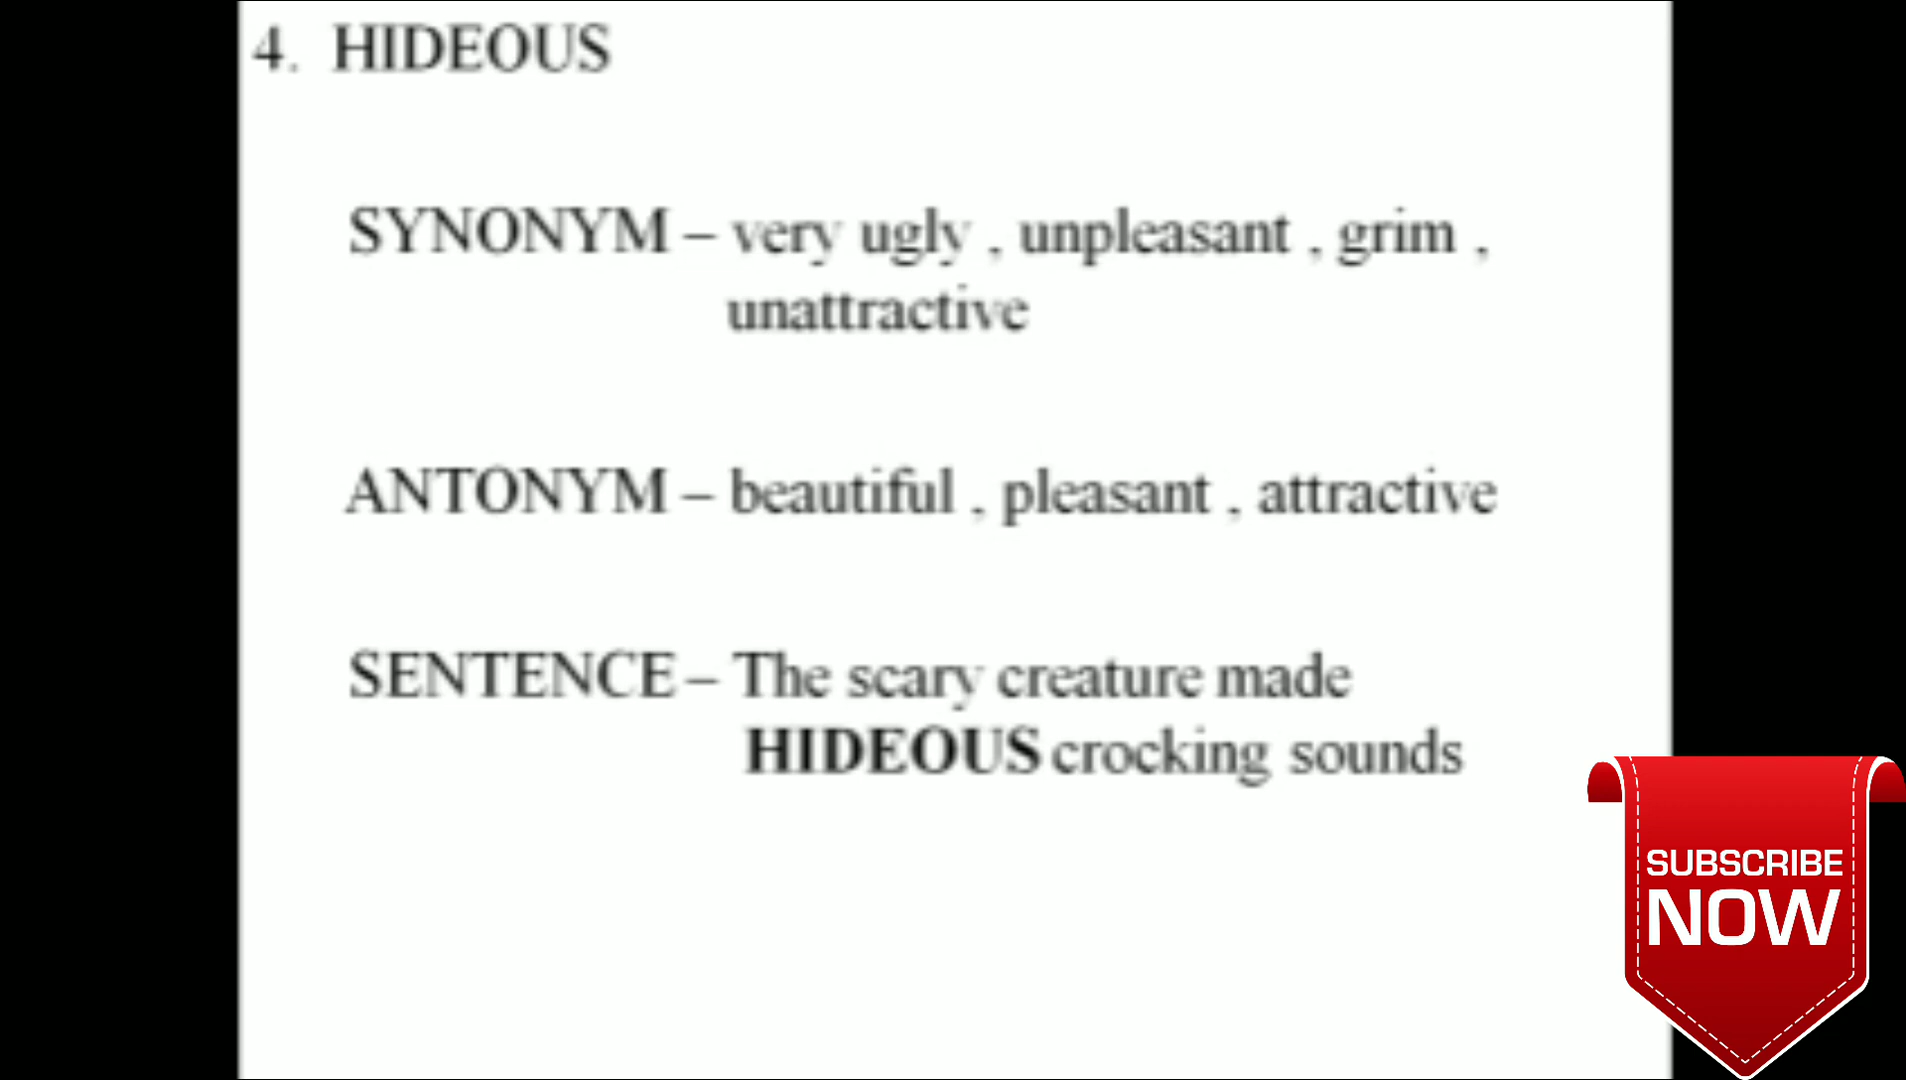 4. HIDEOUS
SYNONYM – very ugly , unpleasant , grim ,
unattractive
ANTONYM – beautiful , pleasant , attractive
SENTENCE – The scary creature made
HIDEOUS crocking sounds
SUBSCRIBE
NOW